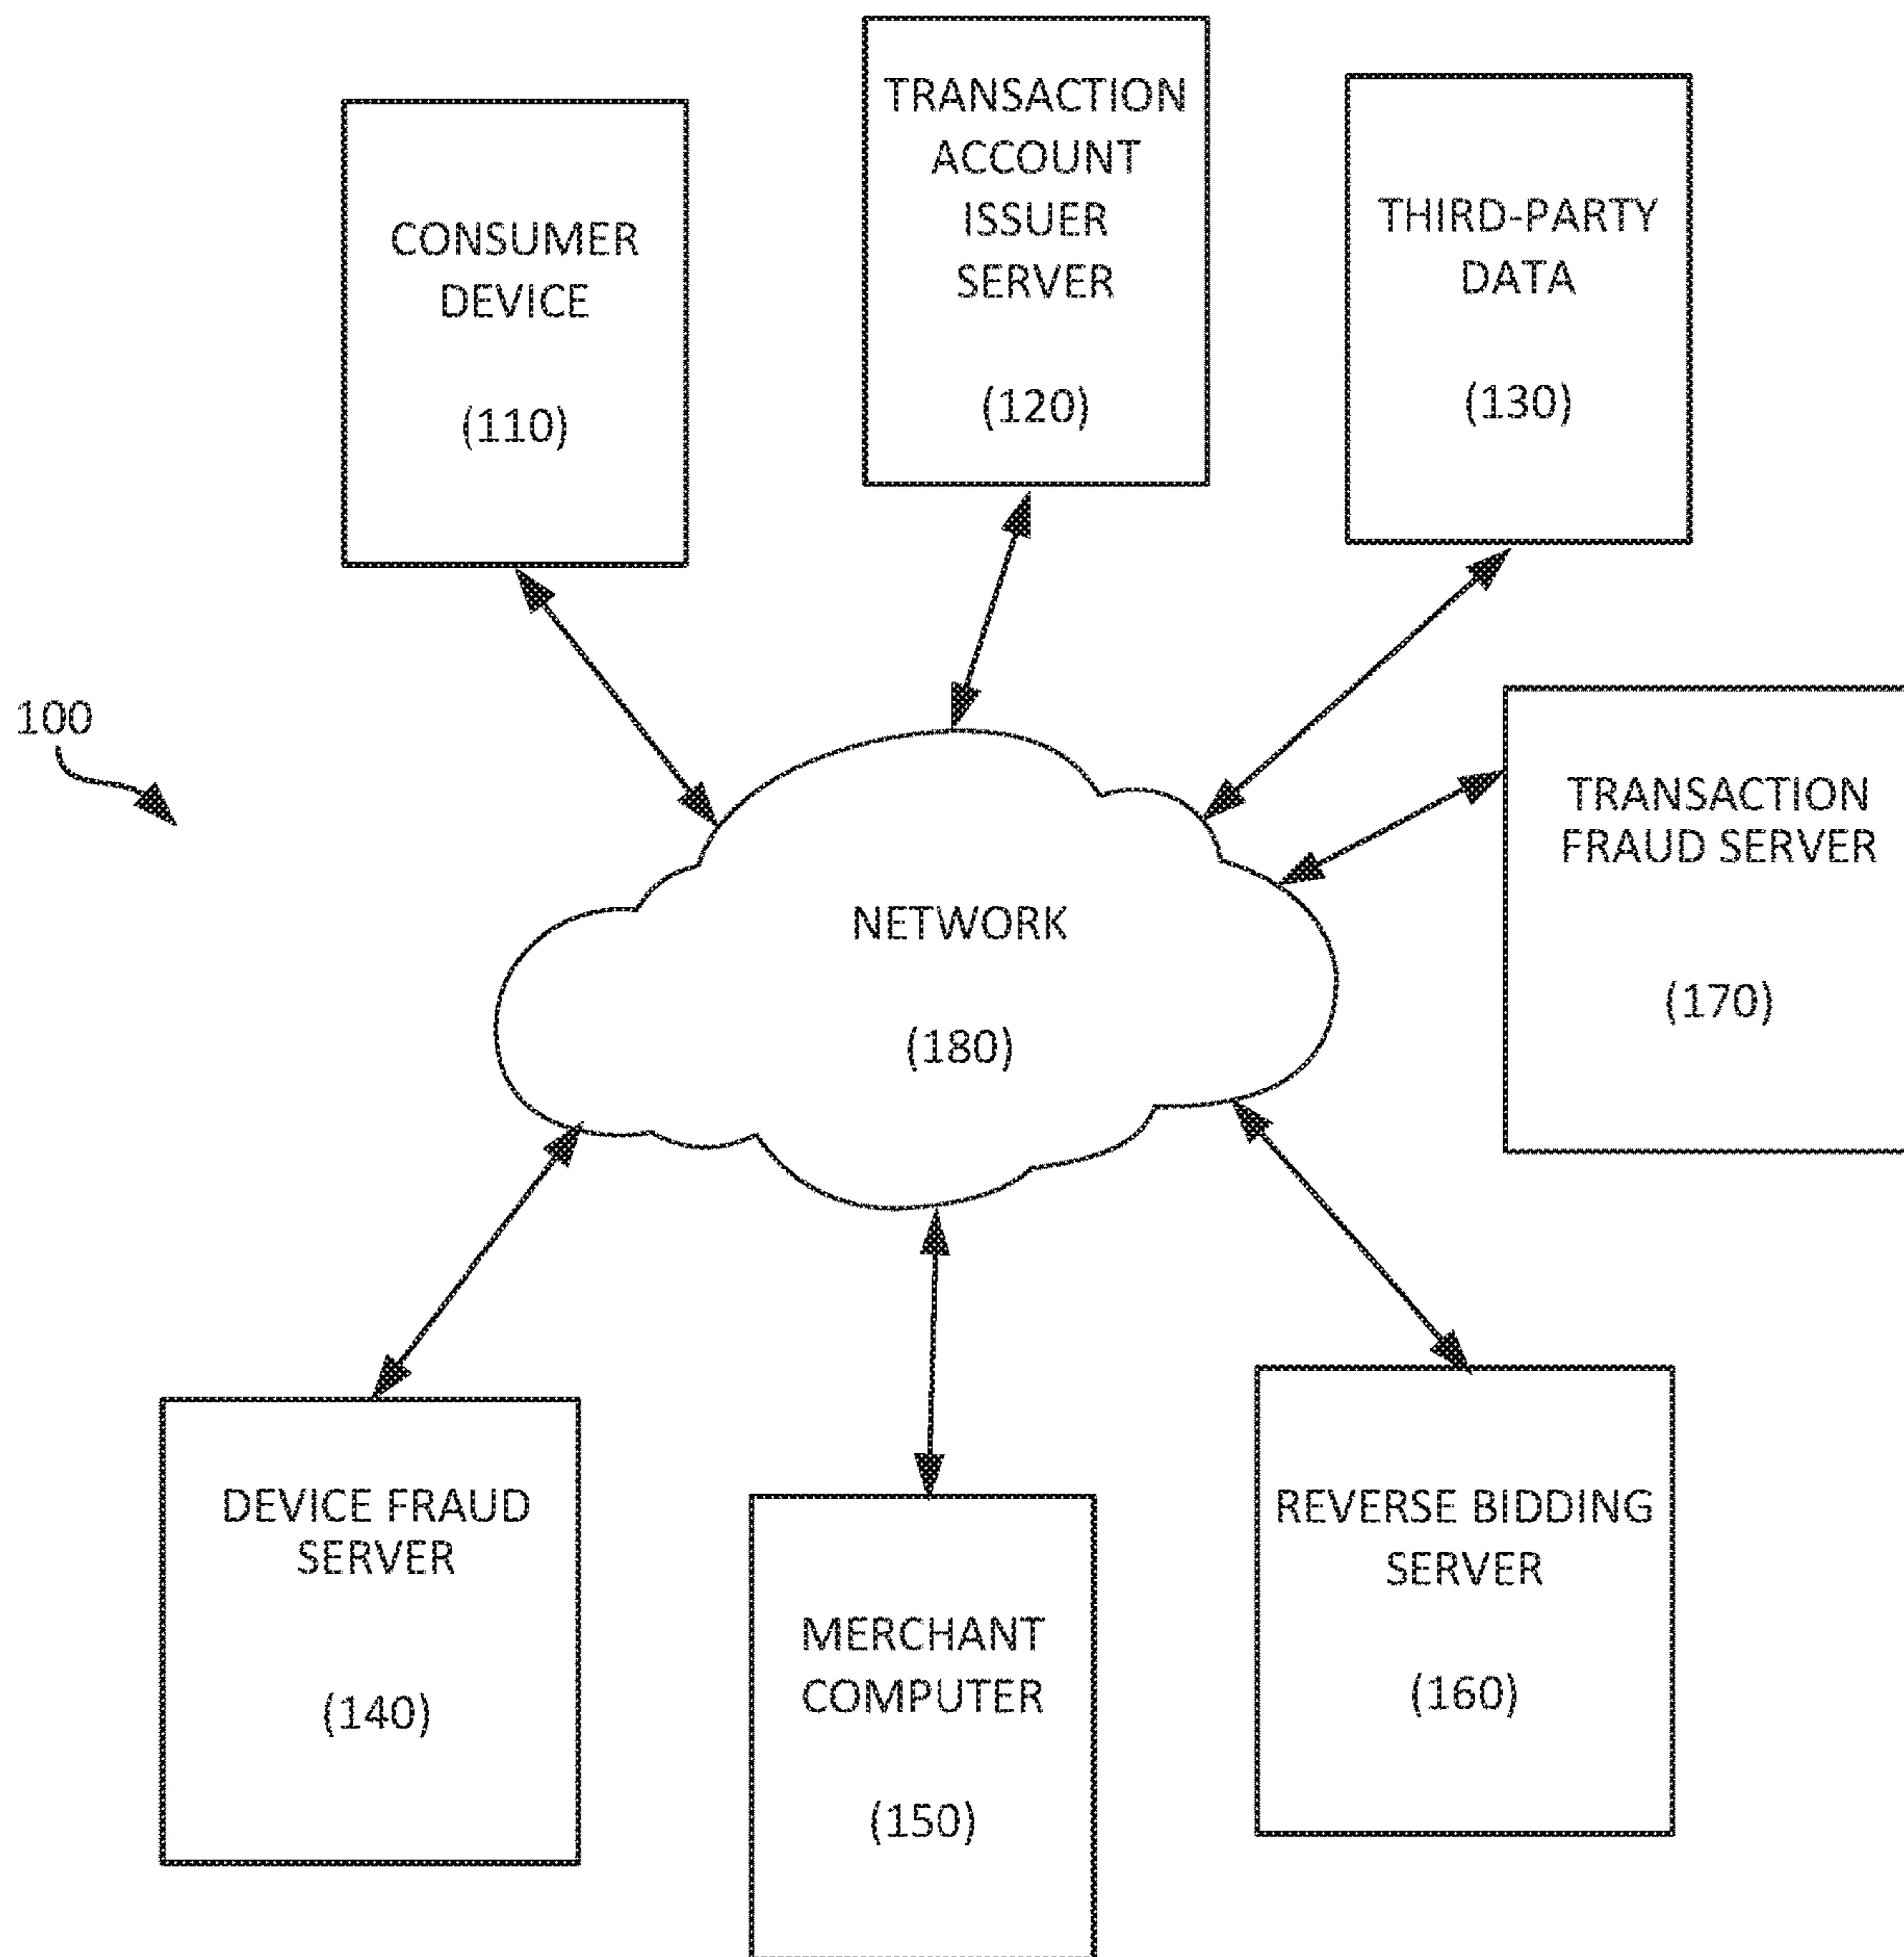 CONSUMER
DEVICE
(110)
TRANSACTION
ACCOUNT
ISSUER
SERVER
(120)
THIRD-PARTY
DATA
(130)
100
TRANSACTION
FRAUD SERVER
(170)
NETWORK
(180)
DEVICE FRAUD
SERVER
(140)
MERCHANT
COMPUTER
(150)
REVERSE BIDDING
SERVER
(160)